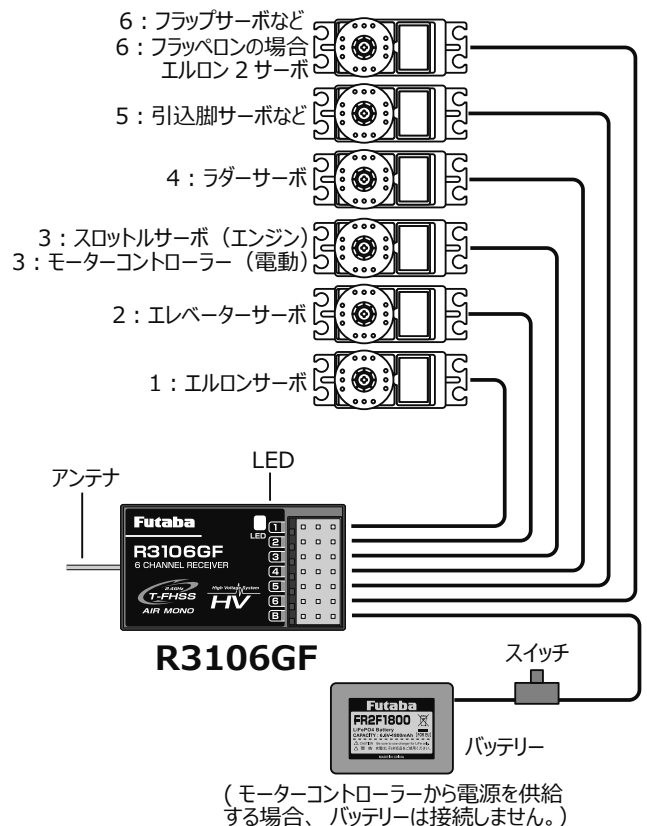 6：フラップサーボなど
6：フラッペロンの場合
エルロン 2 サーボ
5：引込脚サーボなど
4：ラダーサーボ
3：スロットルサーボ（エンジン）
3：モーターコントローラー（電動）
2：エレベーターサーボ
1：エルロンサーボ
LED
アンテナ
Futaba
LED
R3106GF
6 CHANNEL RECEIVER
2.4GHz
T-FHSS
AIR MONO
High Voltage System
HV
1
2
3
4
5
6
B
R3106GF
スイッチ
Futaba
FR2F1800
LiFePO4 Battery
バッテリー
( モーターコントローラーから電源を供給
する場合、 バッテリーは接続しません。)